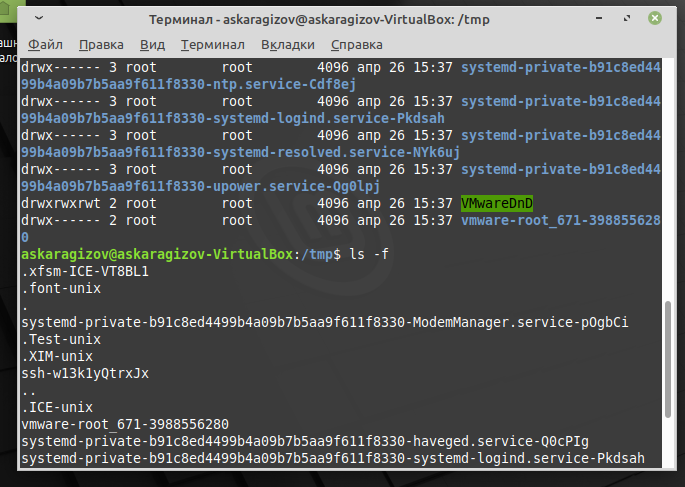 Терминал - askaragizov@askaragizov-VirtualBox: /tmp
Файл Правка Вид Терминал Вкладки Справка
drwx------ 3 root root 4096 апр 26 15:37 systemd-private-b91c8ed44
99b4a09b7b5aa9f611f8330-ntp.service-Cdf8ej
drwx------ 3 root root 4096 апр 26 15:37 systemd-private-b91c8ed44
99b4a09b7b5aa9f611f8330-systemd-logind.service-Pkdsah
drwx------ 3 root root 4096 апр 26 15:37 systemd-private-b91c8ed44
99b4a09b7b5aa9f611f8330-systemd-resolved.service-NYk6uj
drwx------ 3 root root 4096 апр 26 15:37 systemd-private-b91c8ed44
99b4a09b7b5aa9f611f8330-upower.service-Qg0lpj
drwxrwxrwt 2 root root 4096 апр 26 15:37 VMwareDnD
drwx------ 2 root root 4096 апр 26 15:37 vmware-root_671-398855628
0
askaragizov@askaragizov-VirtualBox:/tmp$ ls -f
.xfsm-ICE-VT8BL1
.font-unix
.
systemd-private-b91c8ed4499b4a09b7b5aa9f611f8330-ModemManager.service-pOgbCi
.Test-unix
.XIM-unix
ssh-w13k1yQtrxJx
..
.ICE-unix
vmware-root_671-3988556280
systemd-private-b91c8ed4499b4a09b7b5aa9f611f8330-haveged.service-Q0cPIg
systemd-private-b91c8ed4499b4a09b7b5aa9f611f8330-systemd-logind.service-Pkdsah